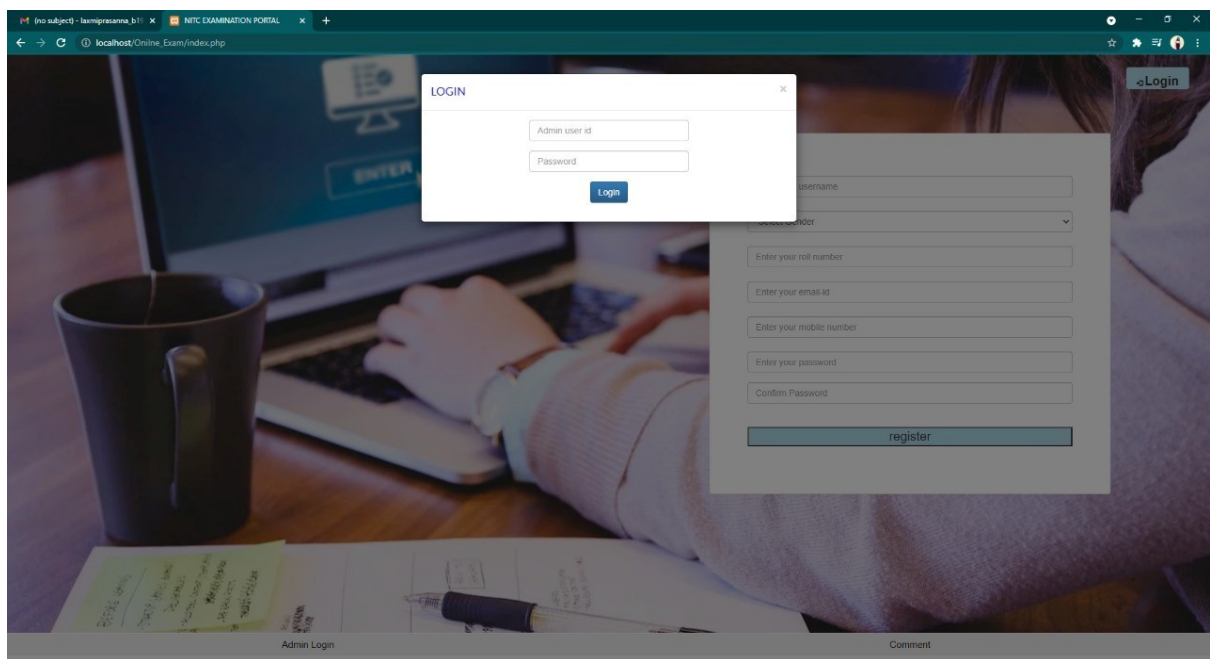 (no subject) - laxmiprasanna_b19
NITC EXAMINATION PORTAL
localhost/Onilne_Exam/index.php
Login
LOGIN
Admin user id
Password
Login
ENTER
username
Select Gender
Enter your roll number
Enter your email-id
Enter your mobile number
Enter your password
Confirm Password
register
Admin Login
Comment